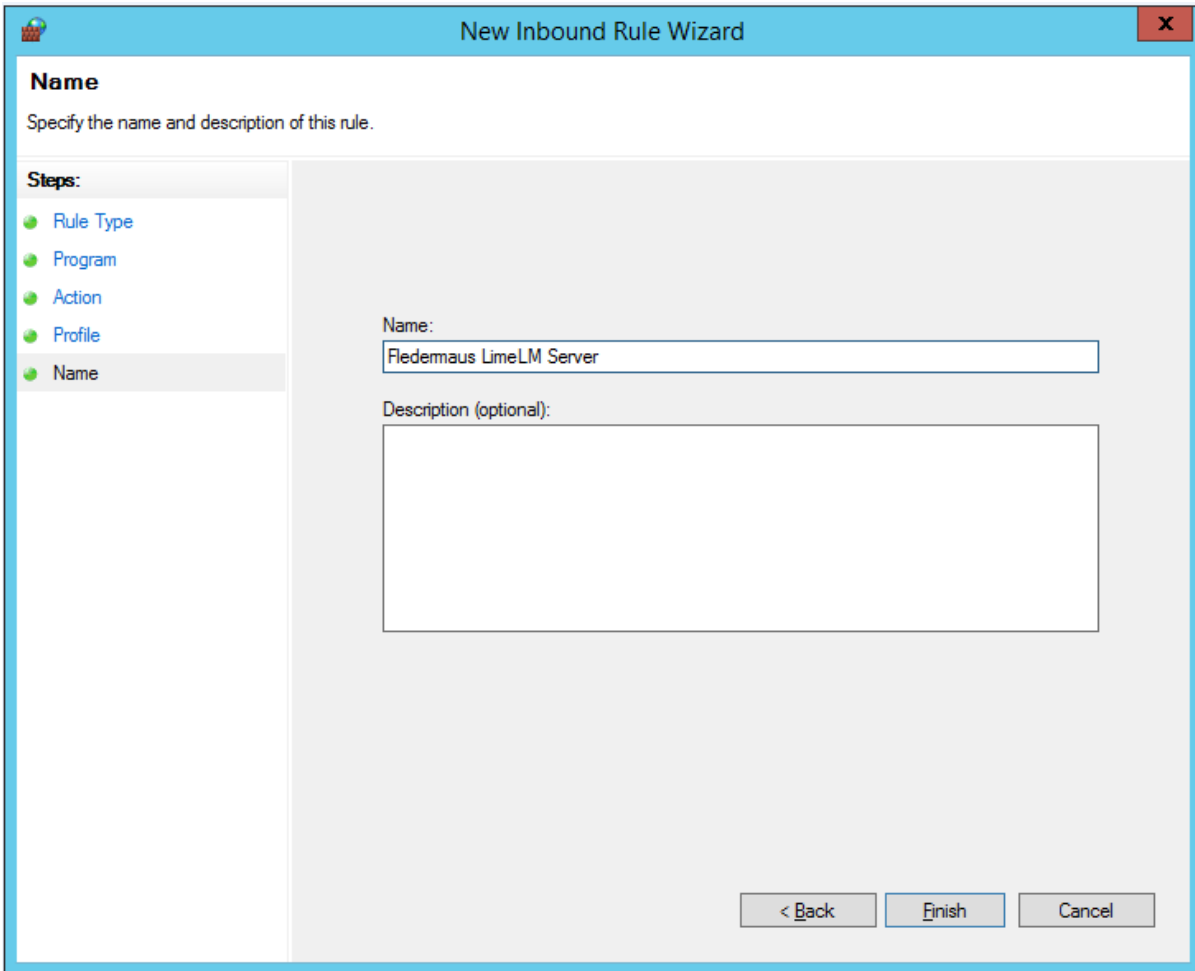 New Inbound Rule Wizard
x
Name
Specify the name and description of this rule.
Steps:
Rule Type
Program
Action
Profile
Name
Name:
Fledermaus LimeLM Server
Description (optional):
< Back
Finish
Cancel